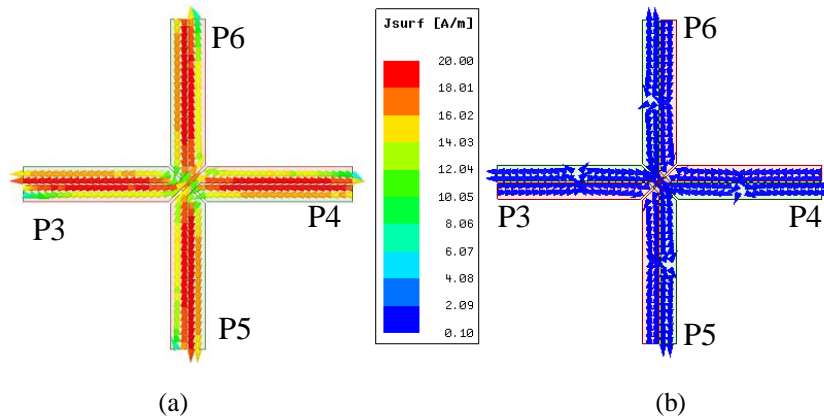 P6
P3
P4
P5
(a)
Jsurf [A/m]
20.00
18.01
16.02
14.03
12.04
10.05
8.06
6.07
4.08
2.09
0.10
P6
P3
P4
P5
(b)